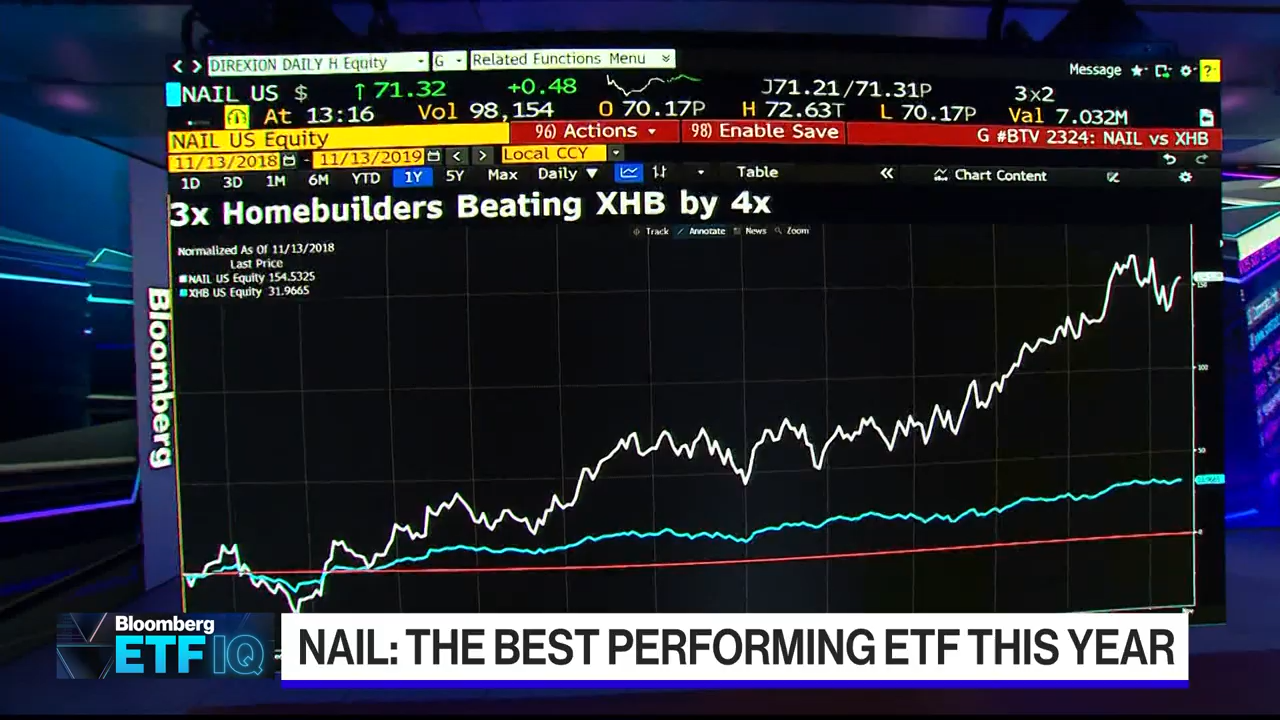 DIREXION DAILY H Equity G Related Functions Menu
Message
NAIL US $ ↑71.32 +0.48 J71.21/71.31P 3x2
At 13:16 Vol 98,154 O 70.17P H 72.63T L 70.17P Val 7.032M
NAIL US Equity 96) Actions 98) Enable Save G #BTV 2324: NAIL vs XHB
11/13/2018 - 11/13/2019 Local CCY
1D 3D 1M 6M YTD 1Y 5Y Max Daily ▼ Table « Chart Content
3x Homebuilders Beating XHB by 4x
Track Annotate News Zoom
Normalized As Of 11/13/2018
Last Price
NAIL US Equity 154.5325
XHB US Equity 31.9665
150
100
50
0
Bloomberg
Bloomberg
ETF IQ
NAIL: THE BEST PERFORMING ETF THIS YEAR